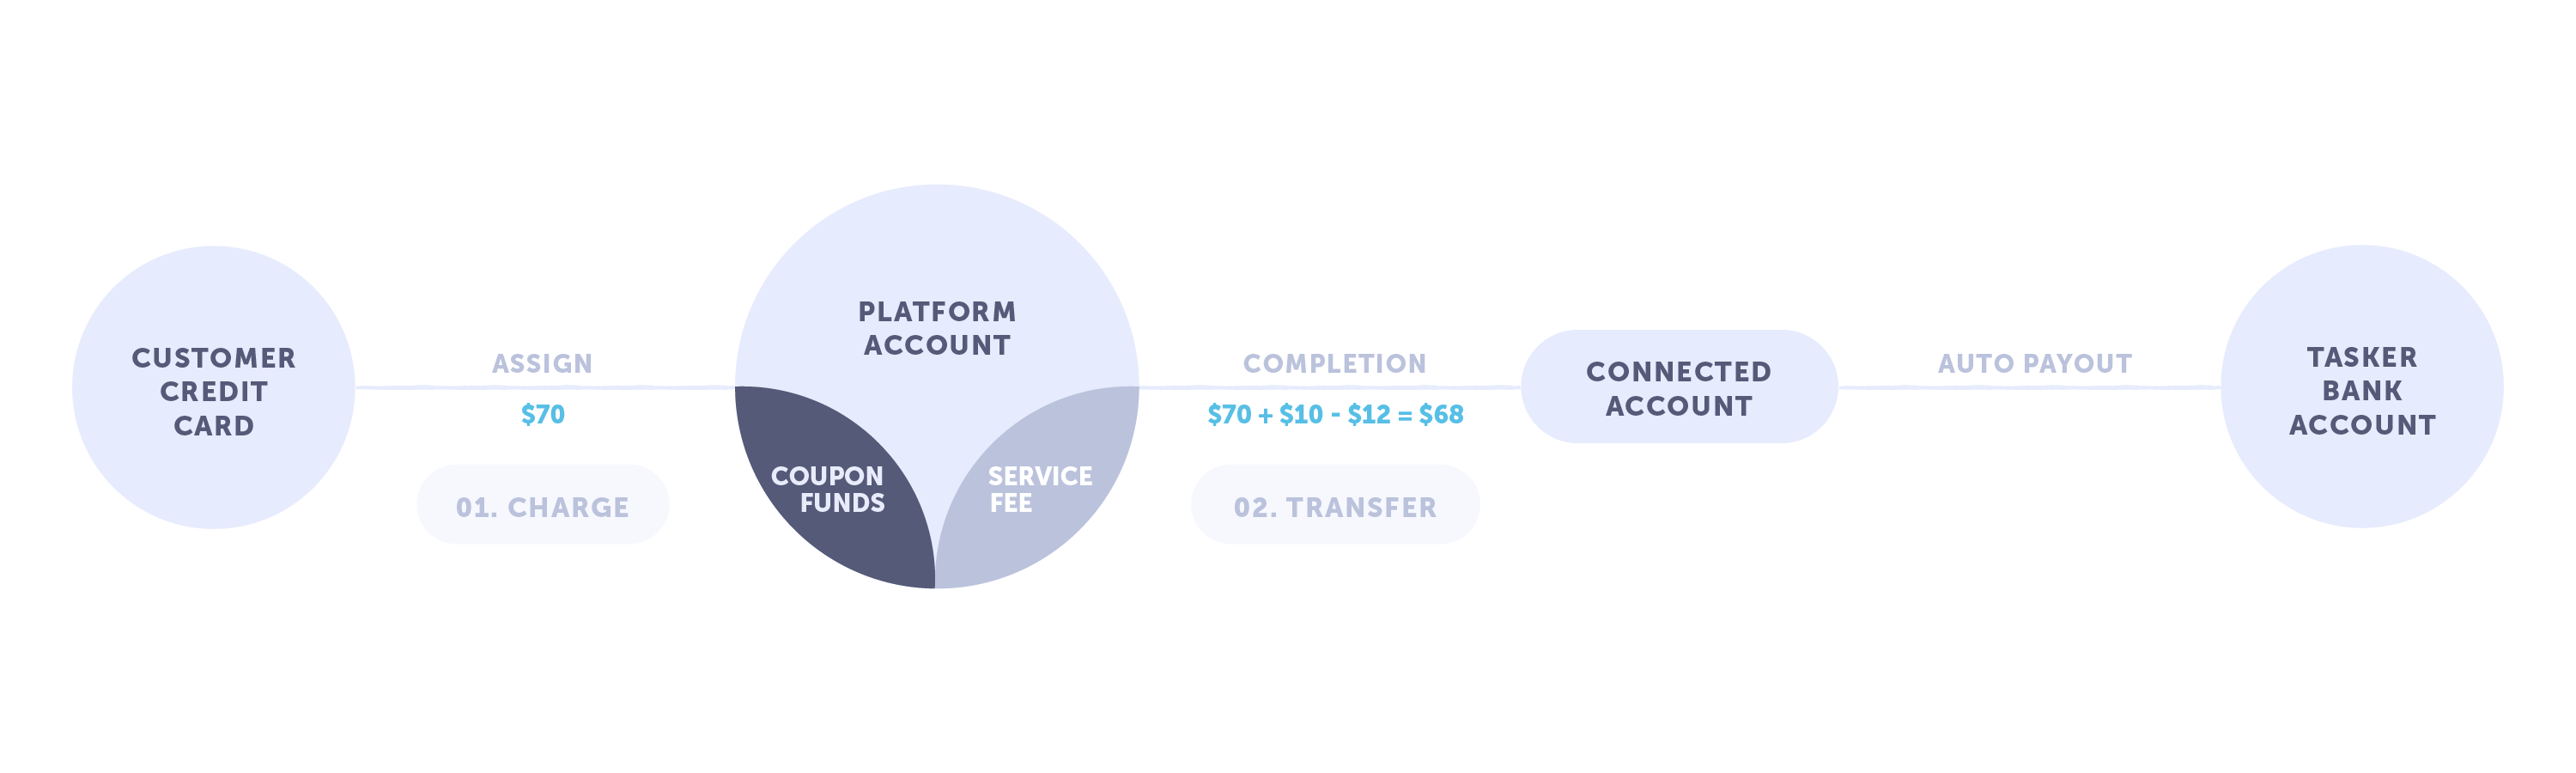 CUSTOMER
CREDIT
CARD
ASSIGN
$70
01. CHARGE
PLATFORM
ACCOUNT
COUPON
FUNDS
SERVICE
FEE
COMPLETION
$70 + $10 - $12 = $68
02. TRANSFER
CONNECTED
ACCOUNT
AUTO PAYOUT
TASKER
BANK
ACCOUNT